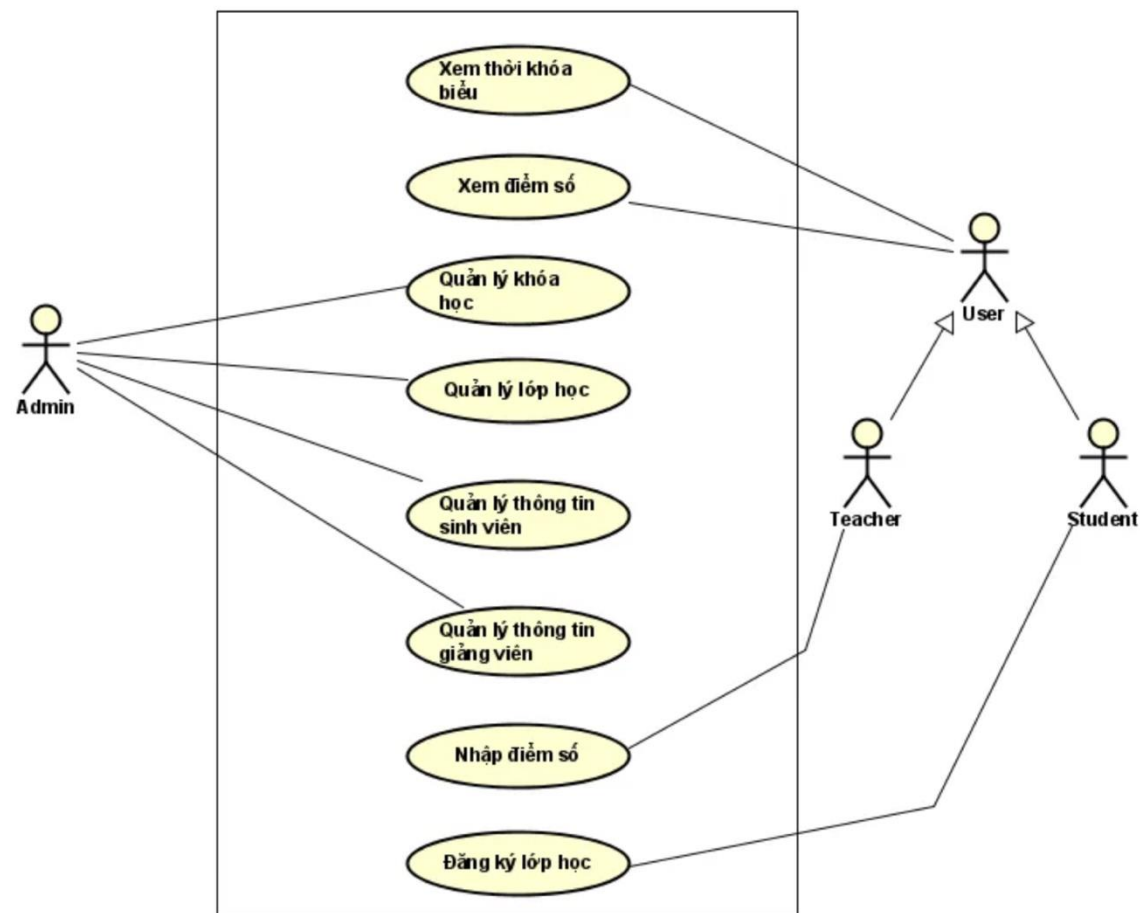 Xem thời khóa
biểu
Xem điểm số
Quản lý khóa
học
User
Admin
Quản lý lớp học
Quản lý thông tin
sinh viên
Teacher
Student
Quản lý thông tin
giảng viên
Nhập điểm số
Đăng ký lớp học